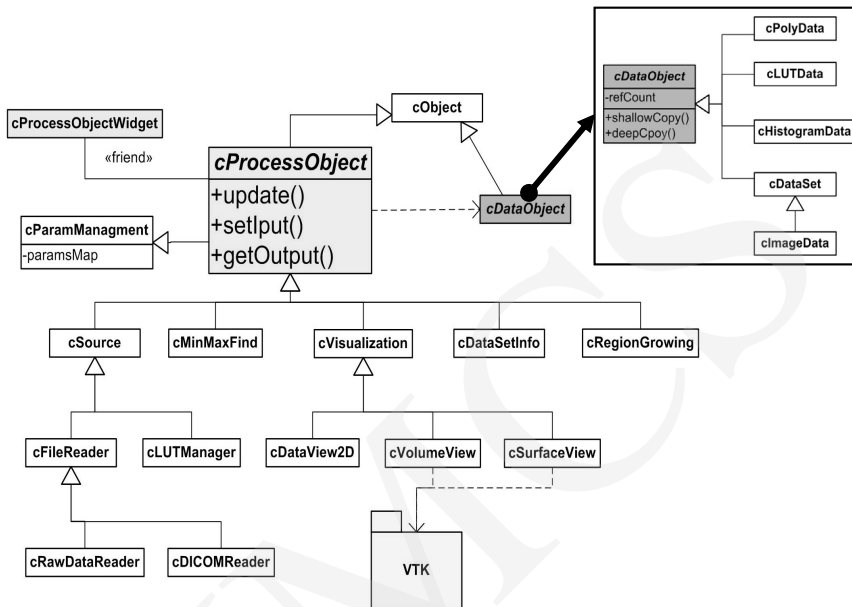 cPolyData
cDataObject
-refCount
+shallowCopy()
+deepCpoy()
cLUTData
cHistogramData
cDataSet
cImageData
cObject
cProcessObjectWidget
«friend»
cProcessObject
+update()
+setIput()
+getOutput()
cDataObject
cParamManagment
-paramsMap
cSource
cMinMaxFind
cVisualization
cDataSetInfo
cRegionGrowing
cFileReader
cLUTManager
cDataView2D
cVolumeView
cSurfaceView
cRawDataReader
cDICOMReader
VTK
UMCS